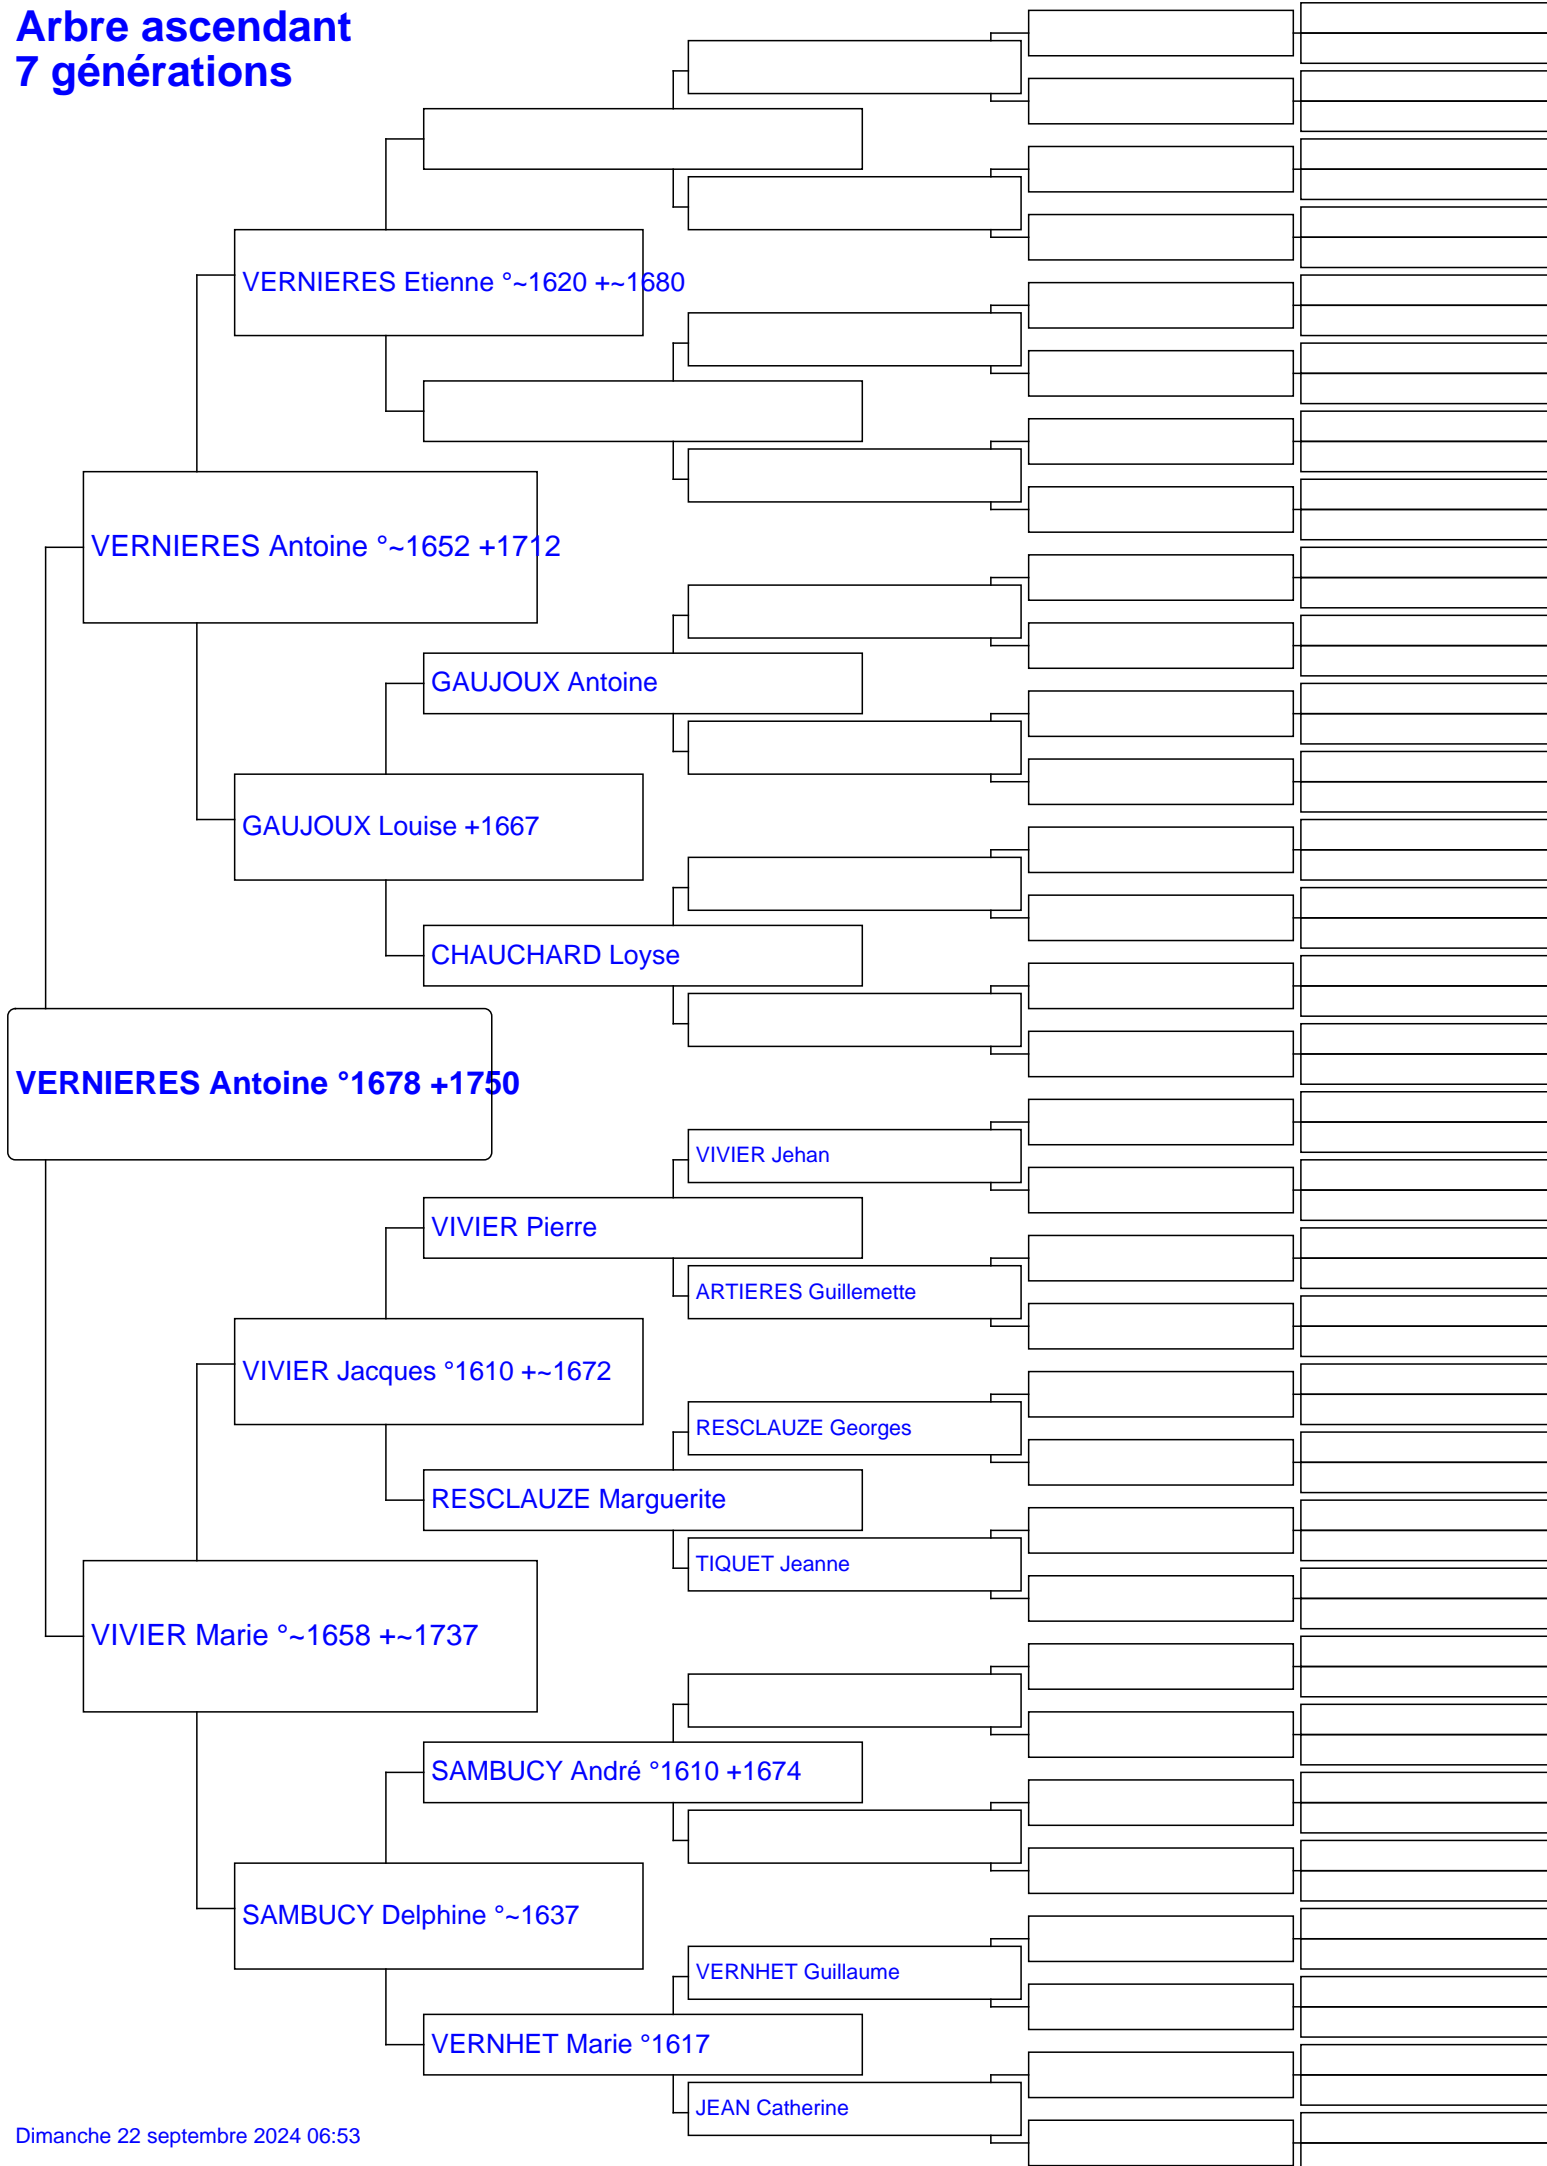 Arbre ascendant
7 générations
VERNIERES Etienne °~1620 +~1680
VERNIERES Antoine °~1652 +1712
GAUJOUX Antoine
GAUJOUX Louise +1667
CHAUCHARD Loyse
VERNIERES Antoine °1678 +1750
VIVIER Jehan
VIVIER Pierre
ARTIERES Guillemette
VIVIER Jacques °1610 +~1672
RESCLAUZE Georges
RESCLAUZE Marguerite
TIQUET Jeanne
VIVIER Marie °~1658 +~1737
SAMBUCY André °1610 +1674
SAMBUCY Delphine °~1637
VERNHET Guillaume
VERNHET Marie °1617
JEAN Catherine
Dimanche 22 septembre 2024 06:53